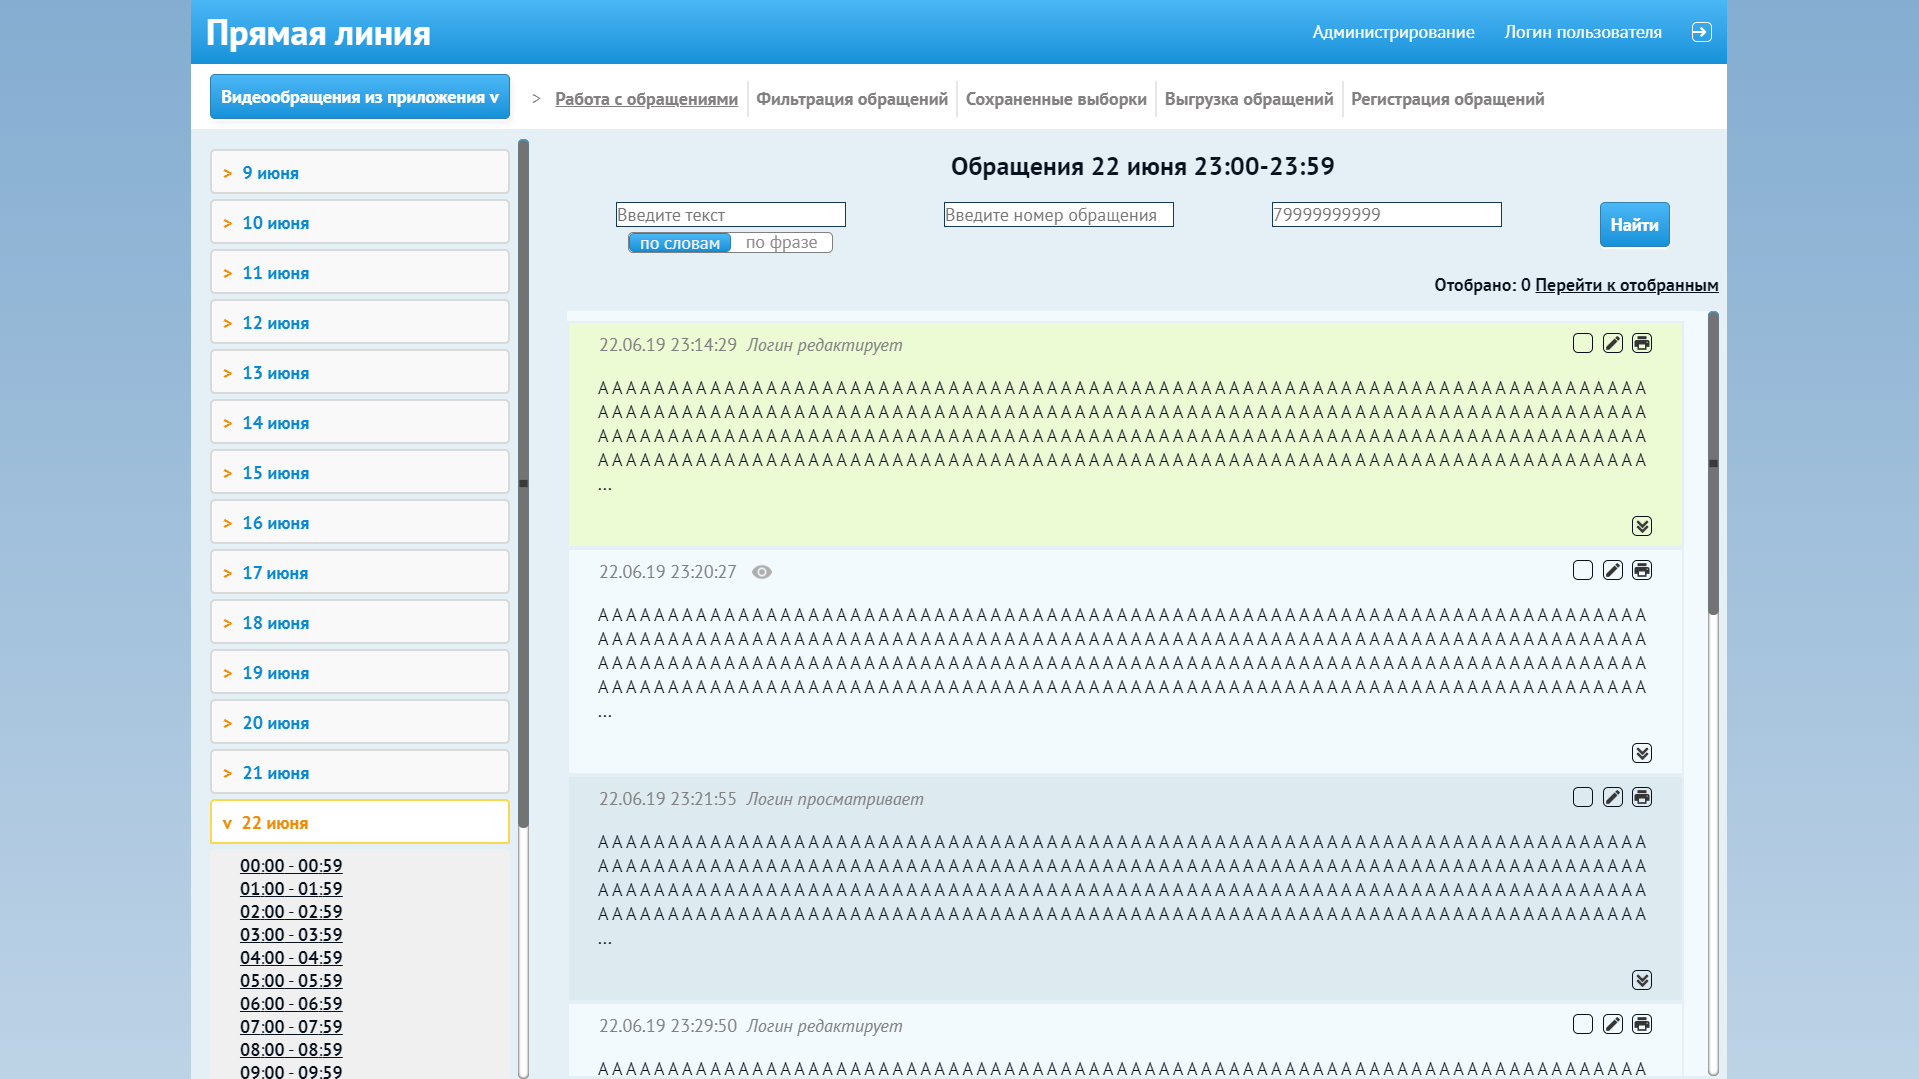 Прямая линия
Администрирование
Логин пользователя
Видеообращения из приложения v
>
Работа с обращениями
Фильтрация обращений
Сохраненные выборки
Выгрузка обращений
Регистрация обращений
> 9 июня
> 10 июня
> 11 июня
> 12 июня
> 13 июня
> 14 июня
> 15 июня
> 16 июня
> 17 июня
> 18 июня
> 19 июня
> 20 июня
> 21 июня
v 22 июня
00:00 - 00:59
01:00 - 01:59
02:00 - 02:59
03:00 - 03:59
04:00 - 04:59
05:00 - 05:59
06:00 - 06:59
07:00 - 07:59
08:00 - 08:59
09:00 - 09:59
Обращения 22 июня 23:00-23:59
Введите текст
Введите номер обращения
79999999999
Найти
по словам
по фразе
Отобрано: 0 Перейти к отобранным
22.06.19 23:14:29 Логин редактирует
А А А А А А А А А А А А А А А А А А А А А А А А А А А А А А А А А А А А А А А А А А А А А А А А А А А А А А А А А А А А А А А А А А А А А А А А А А А
А А А А А А А А А А А А А А А А А А А А А А А А А А А А А А А А А А А А А А А А А А А А А А А А А А А А А А А А А А А А А А А А А А А А А А А А А А А
А А А А А А А А А А А А А А А А А А А А А А А А А А А А А А А А А А А А А А А А А А А А А А А А А А А А А А А А А А А А А А А А А А А А А А А А А А А
А А А А А А А А А А А А А А А А А А А А А А А А А А А А А А А А А А А А А А А А А А А А А А А А А А А А А А А А А А А А А А А А А А А А А А А А А А А
...
22.06.19 23:20:27
А А А А А А А А А А А А А А А А А А А А А А А А А А А А А А А А А А А А А А А А А А А А А А А А А А А А А А А А А А А А А А А А А А А А А А А А А А А
А А А А А А А А А А А А А А А А А А А А А А А А А А А А А А А А А А А А А А А А А А А А А А А А А А А А А А А А А А А А А А А А А А А А А А А А А А А
А А А А А А А А А А А А А А А А А А А А А А А А А А А А А А А А А А А А А А А А А А А А А А А А А А А А А А А А А А А А А А А А А А А А А А А А А А А
А А А А А А А А А А А А А А А А А А А А А А А А А А А А А А А А А А А А А А А А А А А А А А А А А А А А А А А А А А А А А А А А А А А А А А А А А А А
...
22.06.19 23:21:55 Логин просматривает
А А А А А А А А А А А А А А А А А А А А А А А А А А А А А А А А А А А А А А А А А А А А А А А А А А А А А А А А А А А А А А А А А А А А А А А А А А А
А А А А А А А А А А А А А А А А А А А А А А А А А А А А А А А А А А А А А А А А А А А А А А А А А А А А А А А А А А А А А А А А А А А А А А А А А А А
А А А А А А А А А А А А А А А А А А А А А А А А А А А А А А А А А А А А А А А А А А А А А А А А А А А А А А А А А А А А А А А А А А А А А А А А А А А
А А А А А А А А А А А А А А А А А А А А А А А А А А А А А А А А А А А А А А А А А А А А А А А А А А А А А А А А А А А А А А А А А А А А А А А А А А А
...
22.06.19 23:29:50 Логин редактирует
А А А А А А А А А А А А А А А А А А А А А А А А А А А А А А А А А А А А А А А А А А А А А А А А А А А А А А А А А А А А А А А А А А А А А А А А А А А